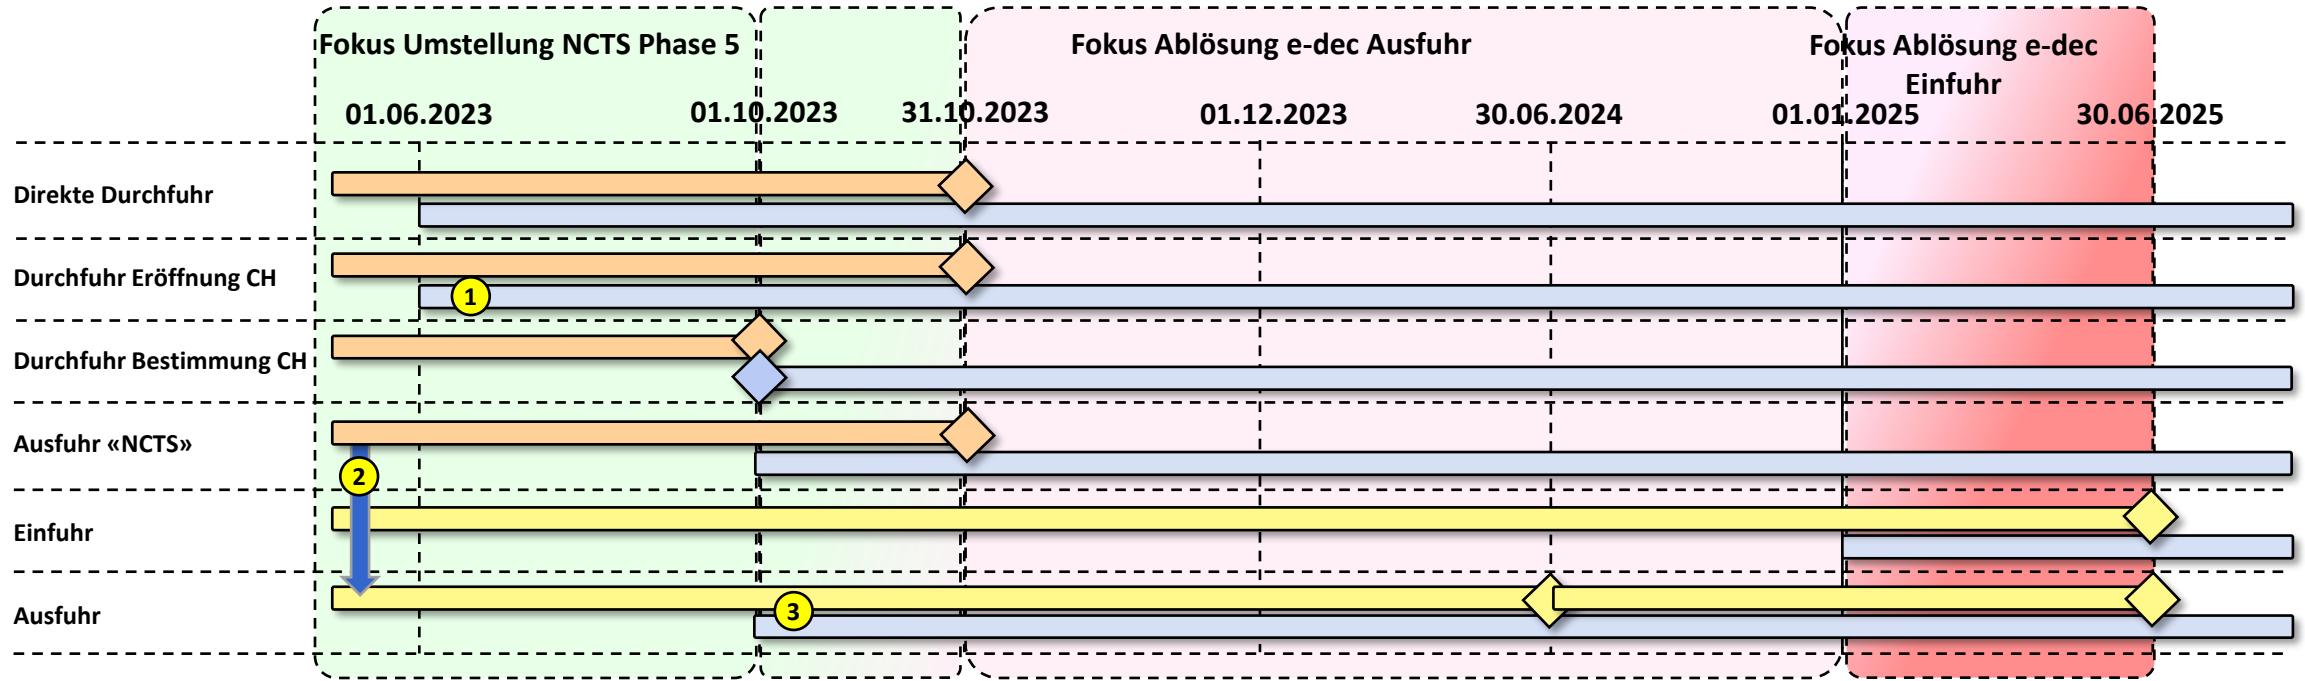 Fokus Umstellung NCTS Phase 5
Fokus Ablösung e-dec Ausfuhr
Fokus Ablösung e-dec
Einfuhr
01.06.2023
01.10.2023
31.10.2023
01.12.2023
30.06.2024
01.01.2025
30.06.2025
Direkte Durchfuhr
Durchfuhr Eröffnung CH
1
Durchfuhr Bestimmung CH
Ausfuhr «NCTS»
2
Einfuhr
Ausfuhr
3